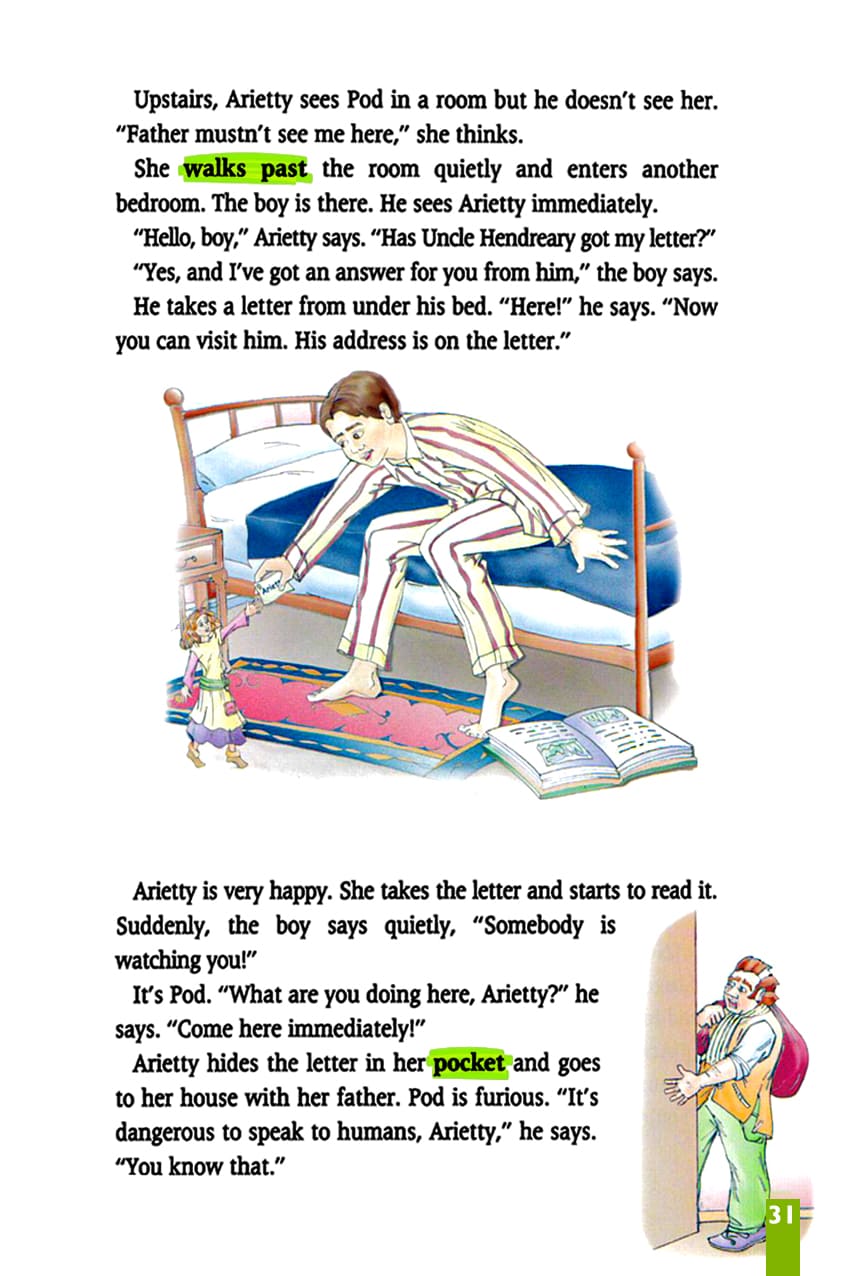 Upstairs, Arietty sees Pod in a room but he doesn't see her.
"Father mustn't see me here," she thinks.
She walks past the room quietly and enters another
bedroom. The boy is there. He sees Arietty immediately.
"Hello, boy," Arietty says. "Has Uncle Hendreary got my letter?"
"Yes, and I've got an answer for you from him," the boy says.
He takes a letter from under his bed. "Here!" he says. "Now
you can visit him. His address is on the letter."
Ariett
Arietty is very happy. She takes the letter and starts to read it.
Suddenly, the boy says quietly, "Somebody is
watching you!"
It's Pod. "What are you doing here, Arietty?" he
says. "Come here immediately!"
Arietty hides the letter in her pocket and goes
to her house with her father. Pod is furious. "It's
dangerous to speak to humans, Arietty," he says.
"You know that."
31